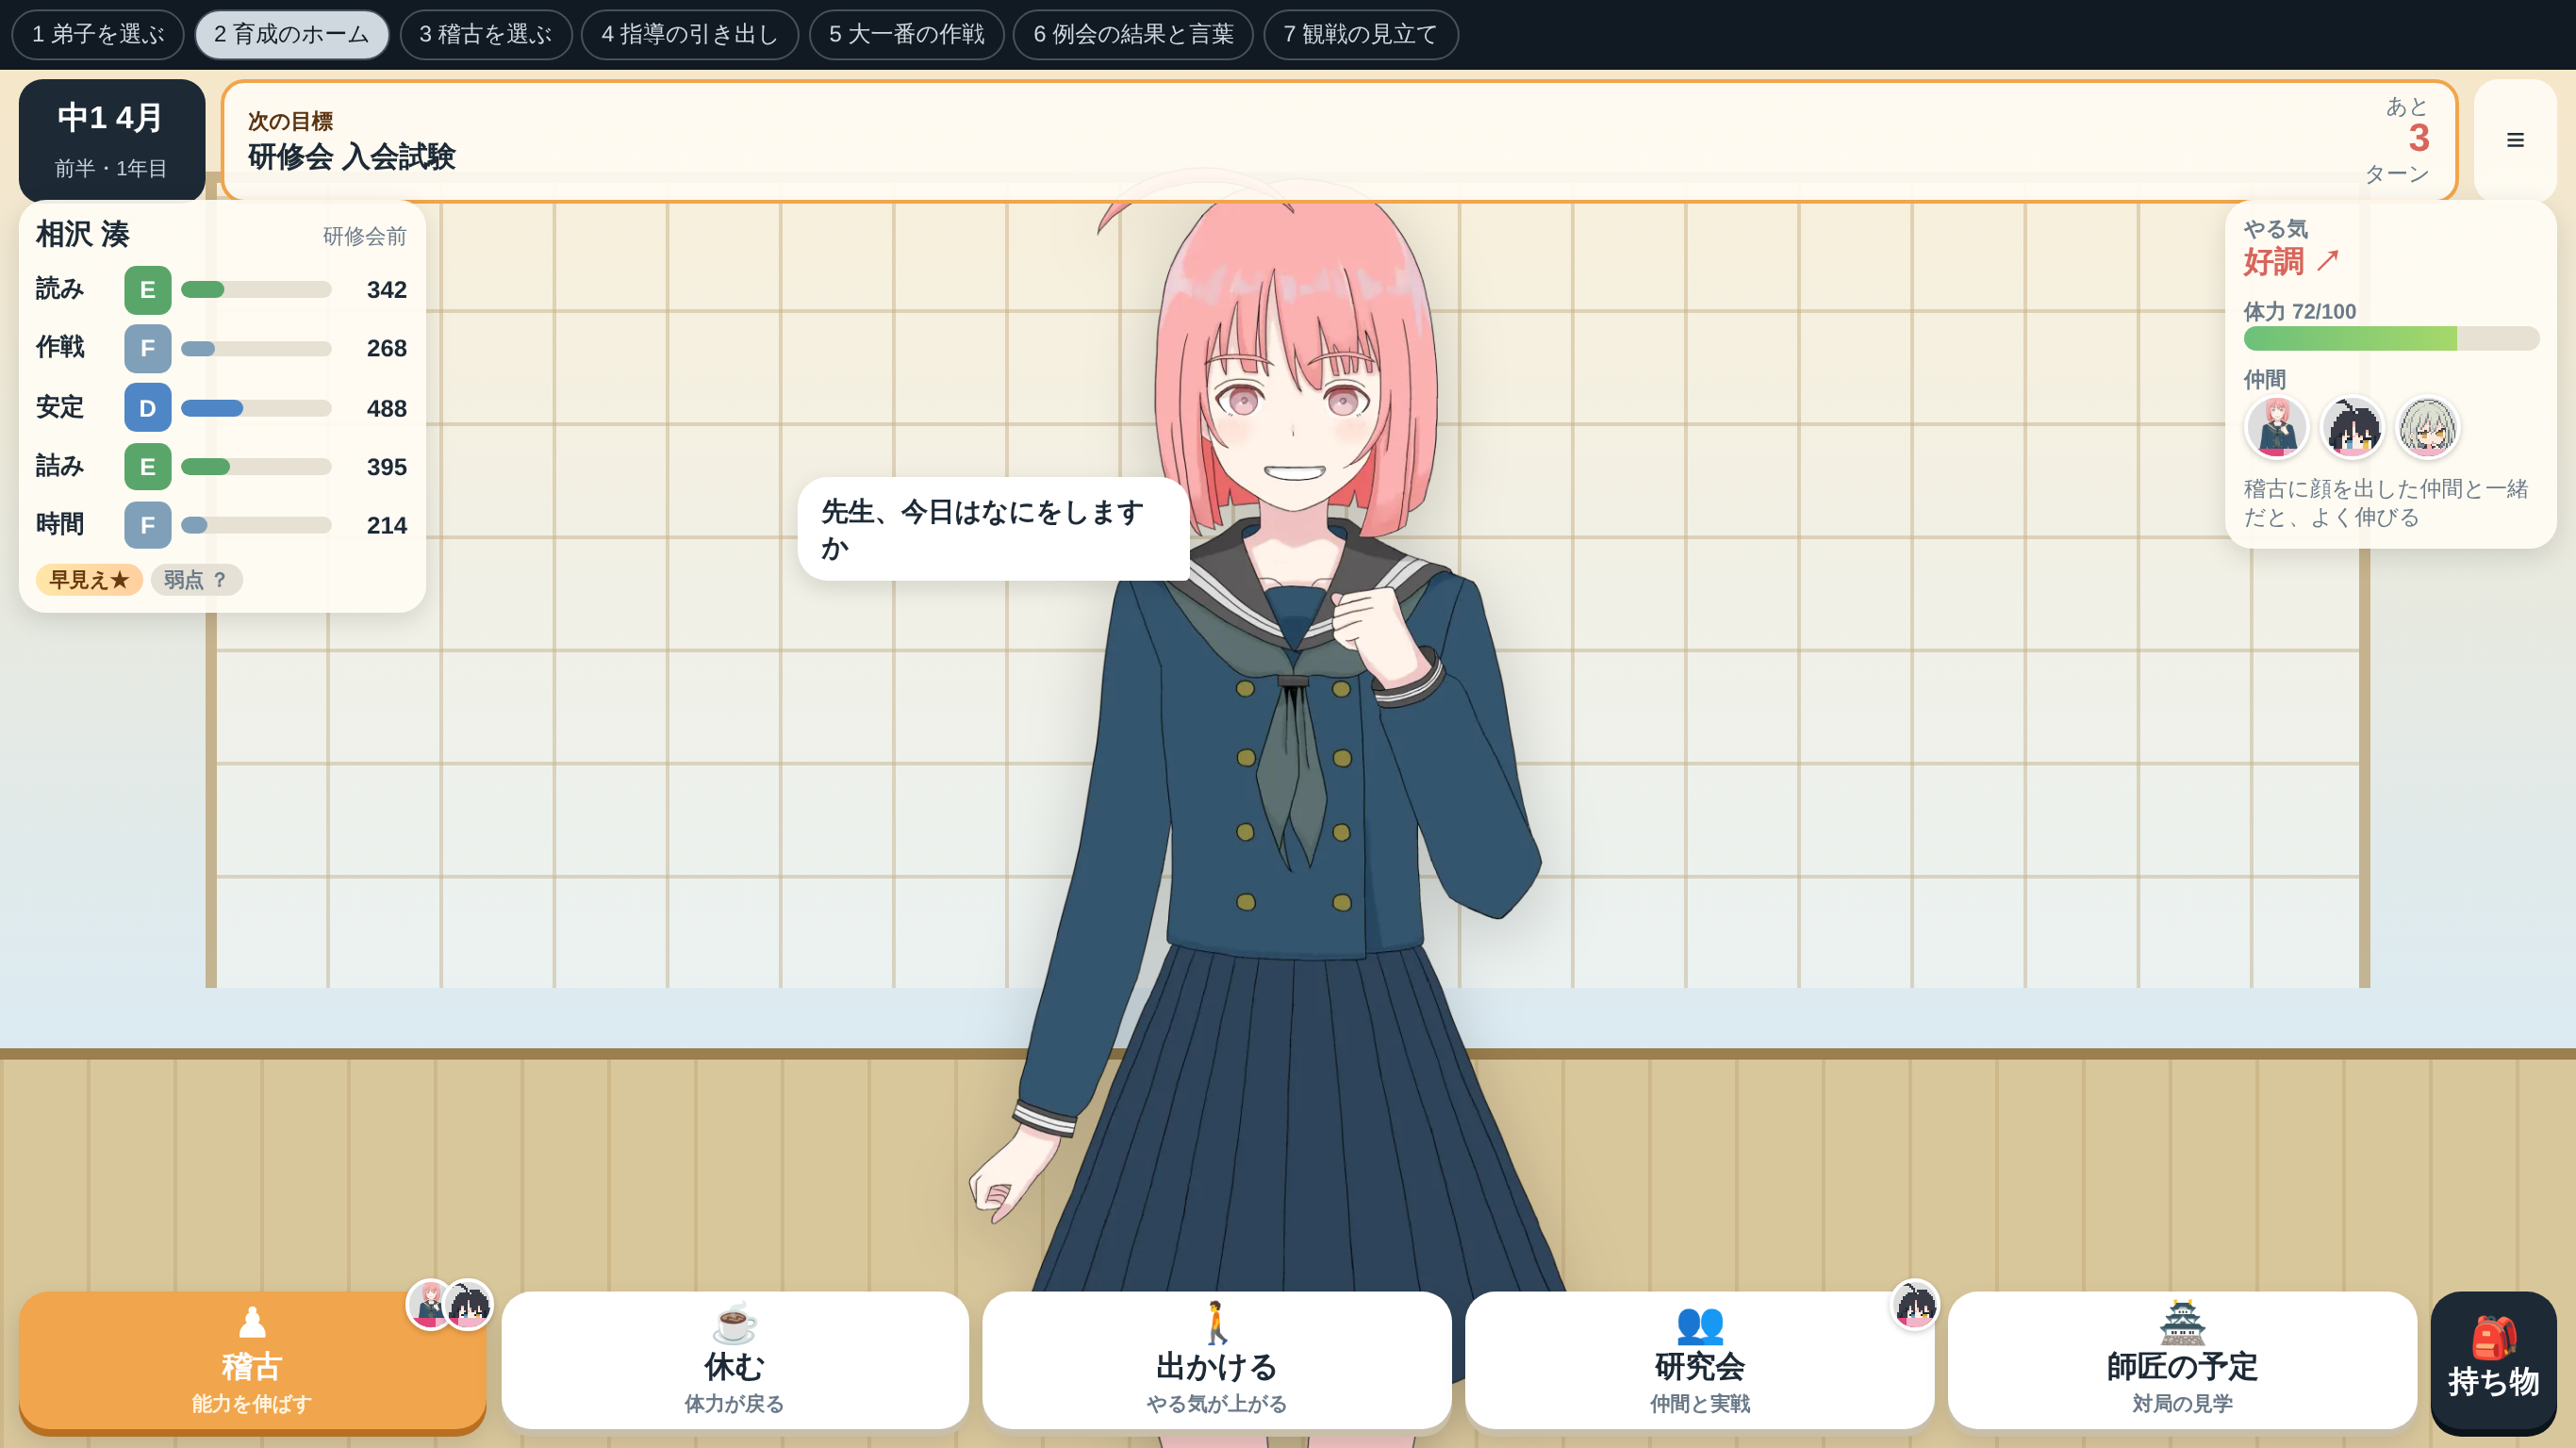 1 弟子を選ぶ
2 育成のホーム
3 稽古を選ぶ
4 指導の引き出し
5 大一番の作戦
6 例会の結果と言葉
7 観戦の見立て
中1 4月
前半・1年目
次の目標
研修会 入会試験
あと
3
ターン
≡
相沢 湊
研修会前
読み E 342
作戦 F 268
安定 D 488
詰み E 395
時間 F 214
早見え★
弱点 ？
やる気
好調 ↗
体力 72/100
仲間
稽古に顔を出した仲間と一緒
だと、よく伸びる
先生、今日はなにをします
か
稽古
能力を伸ばす
休む
体力が戻る
出かける
やる気が上がる
研究会
仲間と実戦
師匠の予定
対局の見学
持ち物